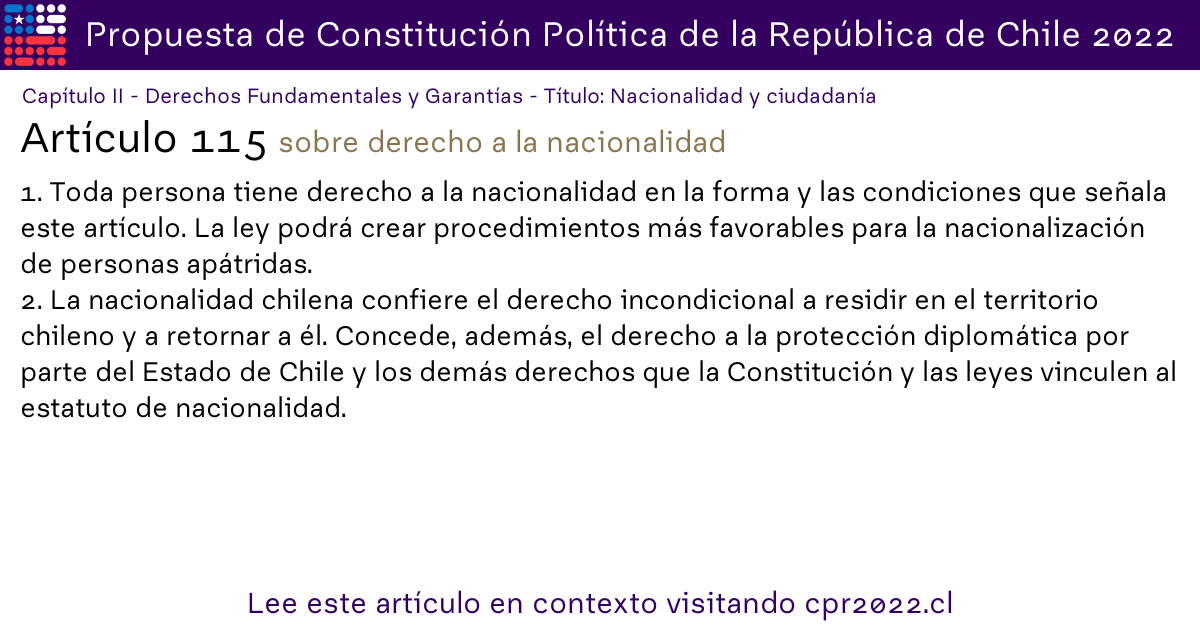 Propuesta de Constitución Política de la República de Chile 2022
Capítulo II - Derechos Fundamentales y Garantías - Título: Nacionalidad y ciudadanía
Artículo 115 sobre derecho a la nacionalidad
1. Toda persona tiene derecho a la nacionalidad en la forma y las condiciones que señala
este artículo. La ley podrá crear procedimientos más favorables para la nacionalización
de personas apátridas.
2. La nacionalidad chilena confiere el derecho incondicional a residir en el territorio
chileno y a retornar a él. Concede, además, el derecho a la protección diplomática por
parte del Estado de Chile y los demás derechos que la Constitución y las leyes vinculen al
estatuto de nacionalidad.
Lee este artículo en contexto visitando cpr2022.cl